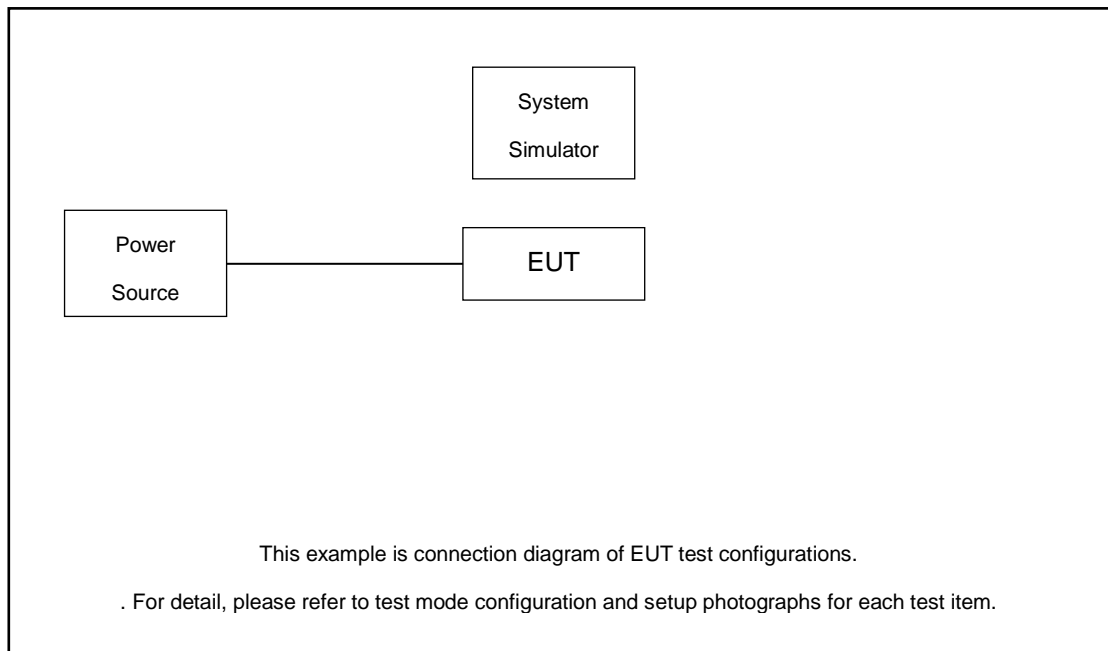 System
Simulator
Power
Source
EUT
This example is connection diagram of EUT test configurations.
. For detail, please refer to test mode configuration and setup photographs for each test item.